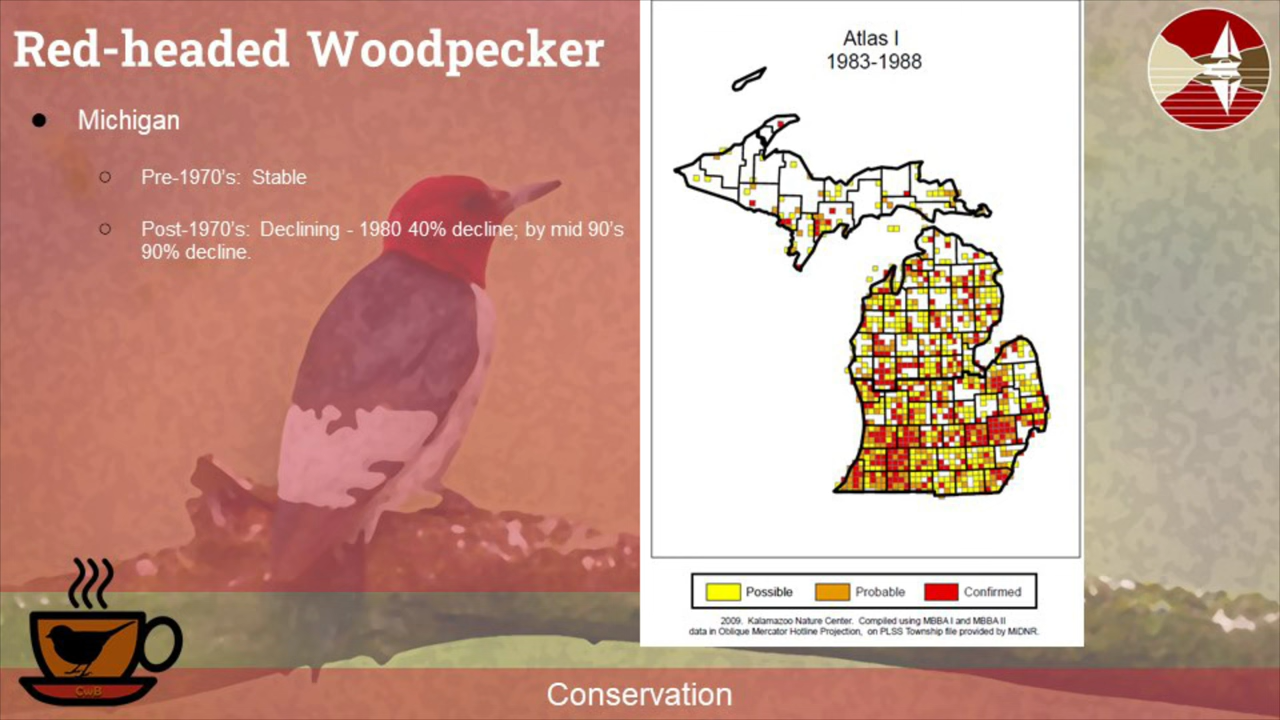 Red-headed Woodpecker
Michigan
Pre-1970's: Stable
Post-1970's: Declining - 1980 40% decline; by mid 90's
90% decline.
Atlas I
1983-1988
Possible
Probable
Confirmed
2009. Kalamazoo Nature Center. Compiled using MBBA I and MBBA II
data in Oblique Mercator Hotline Projection, on PLSS Township file provided by MiDNR.
CwB
Conservation